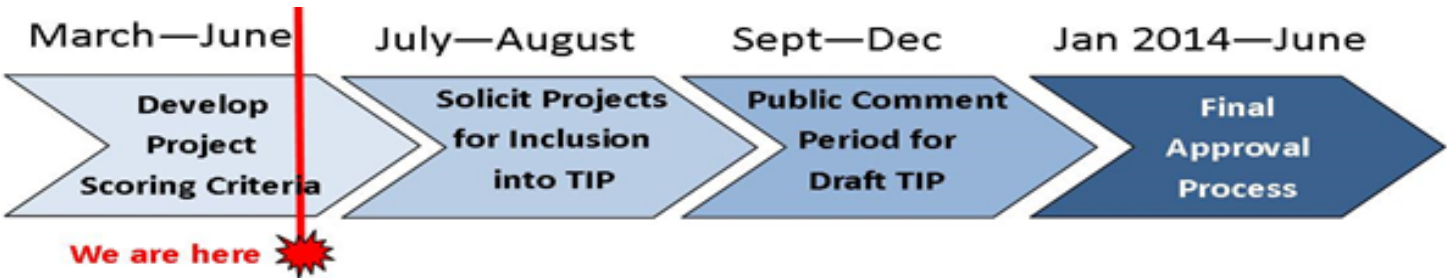 March—June
July—August
Sept—Dec
Jan 2014—June
Develop
Project
Scoring Criteria
Solicit Projects
for Inclusion
into TIP
Public Comment
Period for
Draft TIP
Final
Approval
Process
We are here